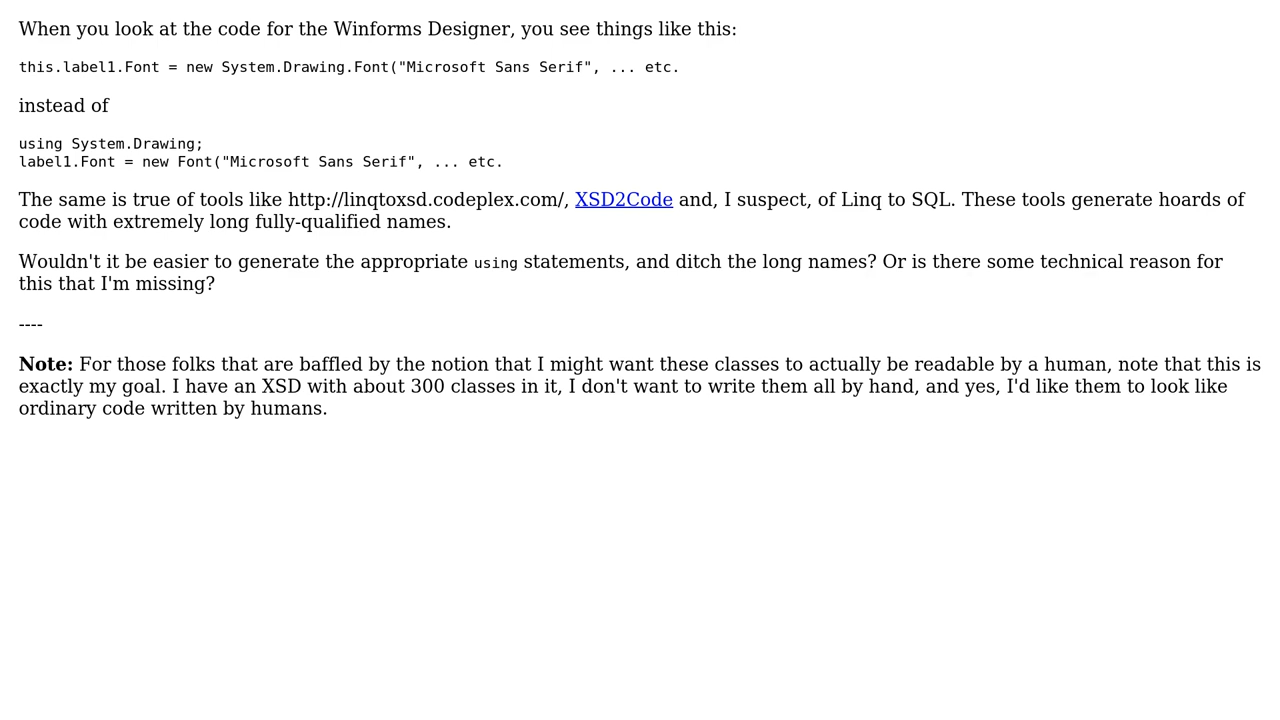 When you look at the code for the Winforms Designer, you see things like this:
this.label1.Font = new System.Drawing.Font("Microsoft Sans Serif", ... etc.
instead of
using System.Drawing;
label1.Font = new Font("Microsoft Sans Serif", ... etc.
The same is true of tools like http://linqtoxsd.codeplex.com/, XSD2Code and, I suspect, of Linq to SQL. These tools generate hoards of
code with extremely long fully-qualified names.
Wouldn't it be easier to generate the appropriate using statements, and ditch the long names? Or is there some technical reason for
this that I'm missing?
----
Note: For those folks that are baffled by the notion that I might want these classes to actually be readable by a human, note that this is
exactly my goal. I have an XSD with about 300 classes in it, I don't want to write them all by hand, and yes, I'd like them to look like
ordinary code written by humans.